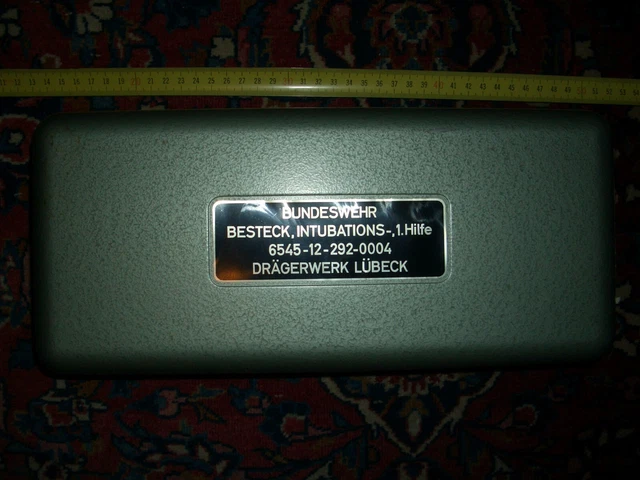 BUNDESWEHR
BESTECK, INTUBATIONS-,1.Hilfe
6545-12-292-0004
DRÄGERWERK LÜBECK